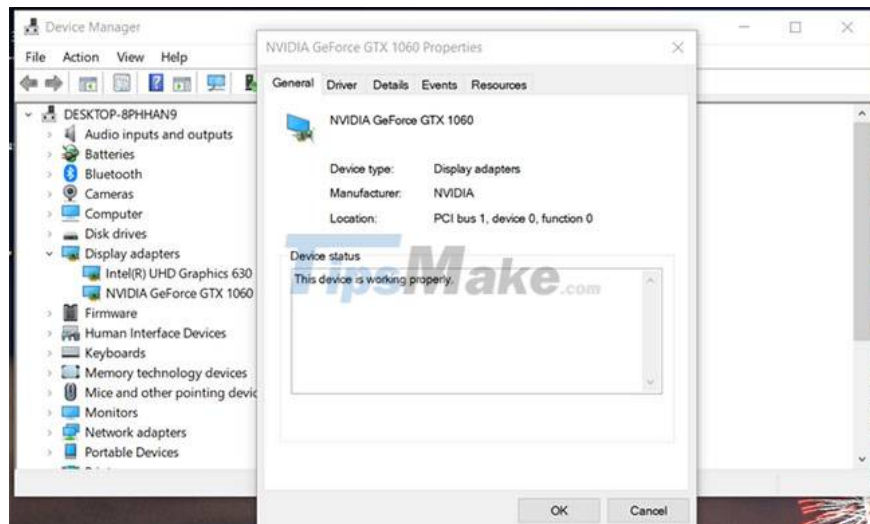 Device Manager
File Action View Help
DESKTOP-8PHHAN9
Audio inputs and outputs
Batteries
Bluetooth
Cameras
Computer
Disk drives
Display adapters
Intel(R) UHD Graphics 630
NVIDIA GeForce GTX 1060
Firmware
Human Interface Devices
Keyboards
Memory technology devices
Mice and other pointing devic
Monitors
Network adapters
Portable Devices
NVIDIA GeForce GTX 1060 Properties
General Driver Details Events Resources
NVIDIA GeForce GTX 1060
Device type: Display adapters
Manufacturer: NVIDIA
Location: PCI bus 1, device 0, function 0
Device status
This device is working properly.
TipsMake.com
OK Cancel